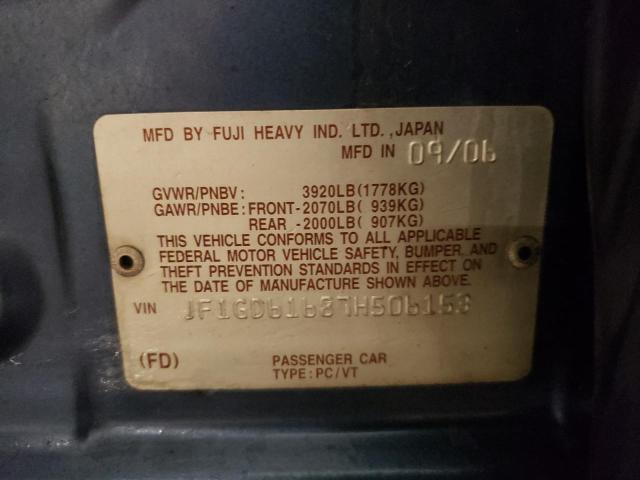 MFD BY FUJI HEAVY IND. LTD.,JAPAN
MFD IN 09/06
GVWR/PNBV: 3920LB(1778KG)
GAWR/PNBE:FRONT-2070LB( 939KG)
REAR -2000LB( 907KG)
THIS VEHICLE CONFORMS TO ALL APPLICABLE
FEDERAL MOTOR VEHICLE SAFETY, BUMPER, AND
THEFT PREVENTION STANDARDS IN EFFECT ON
THE DATE OF MANUFACTURE SHOWN ABOVE.
VIN JF1GD61687H506153
(FD) PASSENGER CAR
TYPE:PC/VT